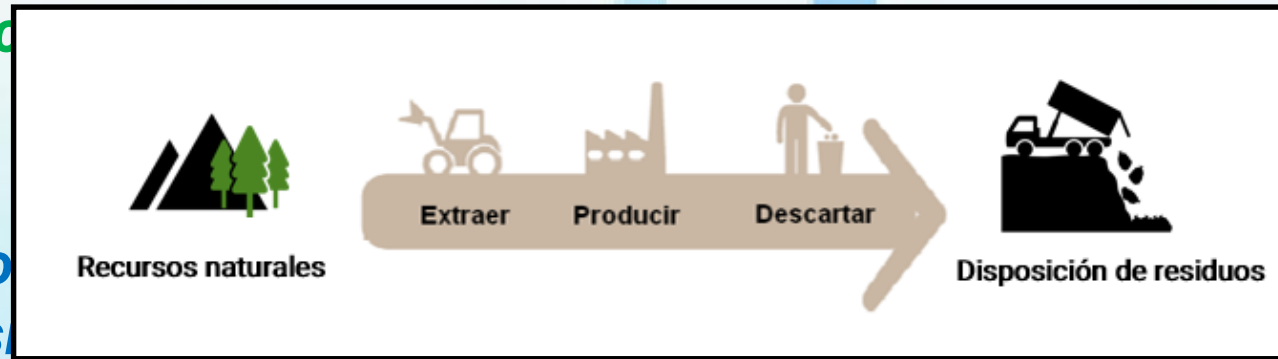 Extraer Producir Descartar
Recursos naturales
Disposición de residuos